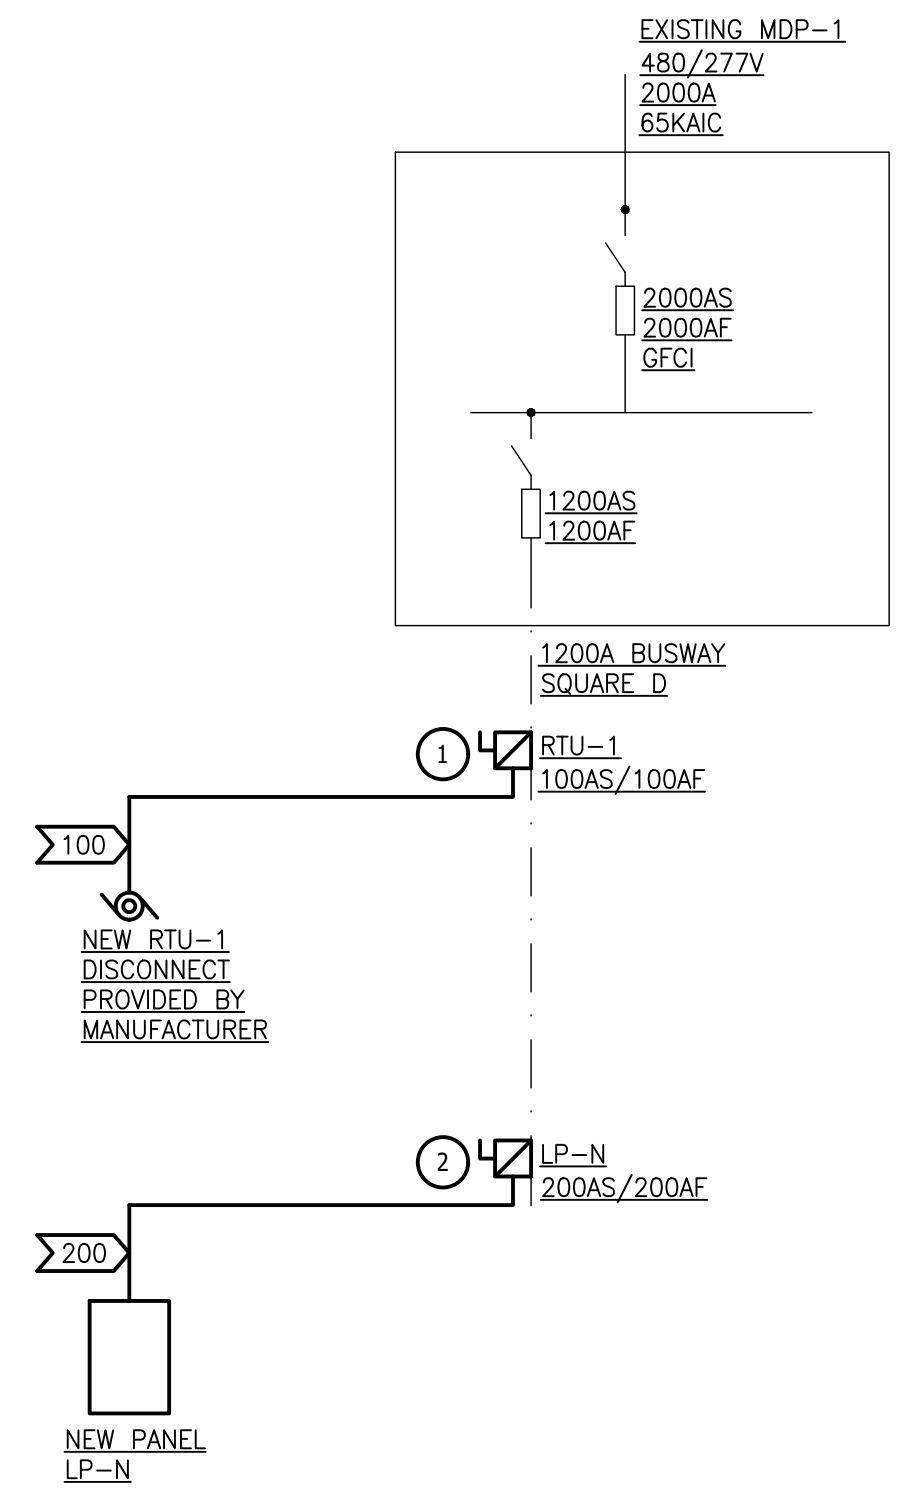 EXISTING MDP-1
480/277V
2000A
65KAIC
2000AS
2000AF
GFCI
1200AS
1200AF
1200A BUSWAY
SQUARE D
1
RTU-1
100AS/100AF
100
NEW RTU-1
DISCONNECT
PROVIDED BY
MANUFACTURER
2
LP-N
200AS/200AF
200
NEW PANEL
LP-N